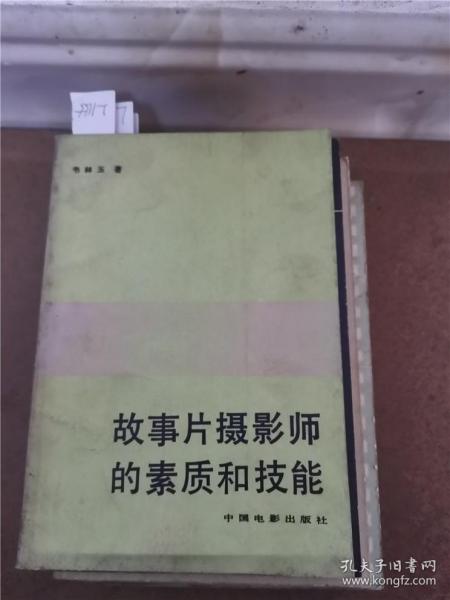 韦林玉 著
故事片摄影师
的素质和技能
中国电影出版社
孔夫子旧书网
www.kongfz.com